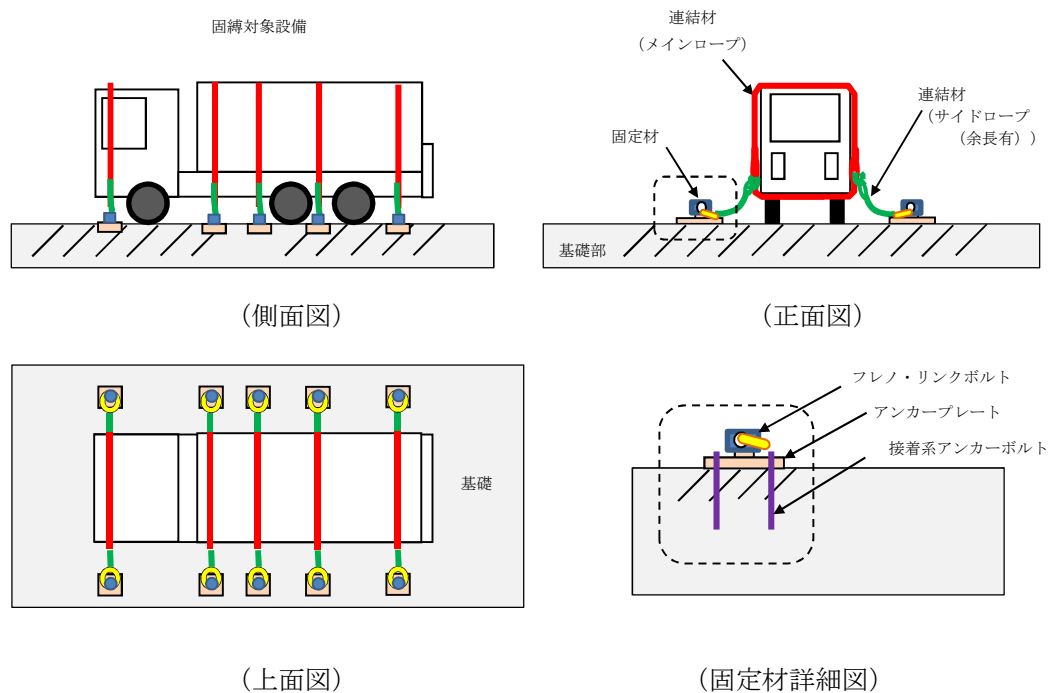 固縛対象設備
連結材
（メインロープ）
連結材
（サイドロープ
（余長有））
固定材
基礎部
（側面図）
（正面図）
フレノ・リンクボルト
アンカープレート
接着系アンカーボルト
基礎
（上面図）
（固定材詳細図）